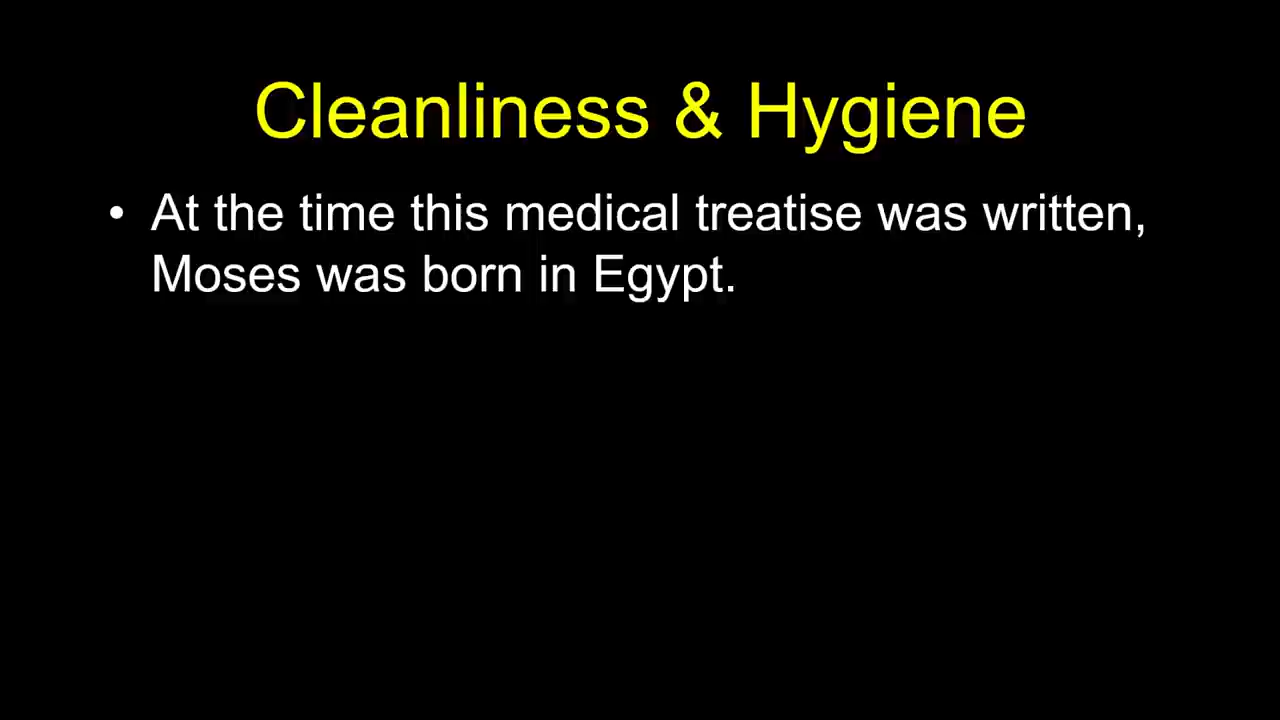 Cleanliness & Hygiene
• At the time this medical treatise was written,
Moses was born in Egypt.